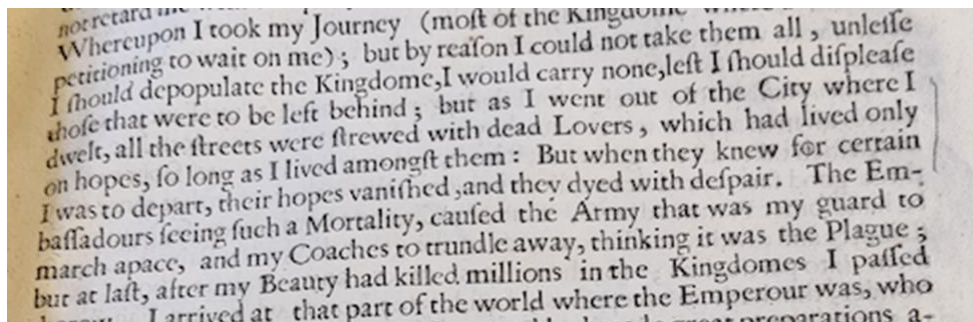 not retard me
Whereupon I took my Journey (moſt of the Kingdome
petitioning to wait on me); but by reaſon I could not take them all, unleſſe
I ſhould depopulate the Kingdome, I would carry none, leſt I ſhould diſpleaſe
thoſe that were to be left behind; but as I went out of the City where I
dwelt, all the ſtreets were ſtrewed with dead Lovers, which had lived only
on hopes, ſo long as I lived amongſt them: But when they knew for certain
I was to depart, their hopes vaniſhed, and they dyed with deſpair. The Em-
baſſadours ſeeing ſuch a Mortality, cauſed the Army that was my guard to
march apace, and my Coaches to trundle away, thinking it was the Plague;
but at laſt, after my Beauty had killed millions in the Kingdomes I paſſed
I arrived at that part of the world where the Emperour was, who
great preparations a-